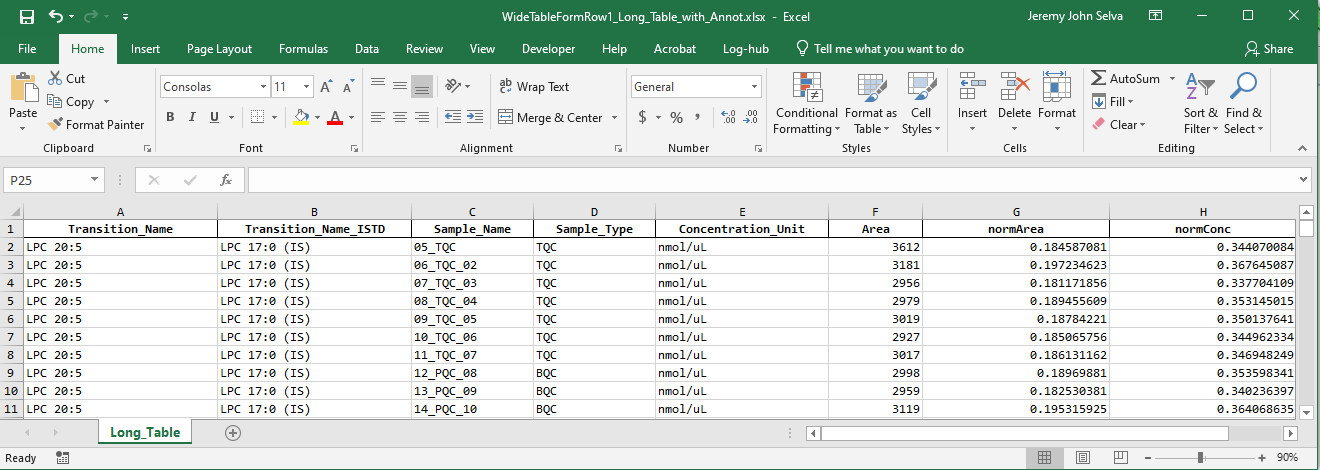 WideTableFormRow1_Long_Table_with_Annot.xlsx - Excel Jeremy John Selva
File Home Insert Page Layout Formulas Data Review View Developer Help Acrobat Log-hub Tell me what you want to do Share
Cut
Copy
Format Painter
Paste
Clipboard
Consolas 11
B I U
Font
Wrap Text
Merge & Center
Alignment
General
$ % ,
Number
Conditional Formatting
Format as Table
Cell Styles
Styles
Insert Delete Format
Cells
AutoSum
Fill
Clear
Sort & Filter
Find & Select
Editing
P25 fx
A B C D E F G H
1 Transition_Name Transition_Name_ISTD Sample_Name Sample_Type Concentration_Unit Area normArea normConc
2 LPC 20:5 LPC 17:0 (IS) 05_TQC TQC nmol/uL 3612 0.184587081 0.344070084
3 LPC 20:5 LPC 17:0 (IS) 06_TQC_02 TQC nmol/uL 3181 0.197234623 0.367645087
4 LPC 20:5 LPC 17:0 (IS) 07_TQC_03 TQC nmol/uL 2956 0.181171856 0.337704109
5 LPC 20:5 LPC 17:0 (IS) 08_TQC_04 TQC nmol/uL 2979 0.189455609 0.353145015
6 LPC 20:5 LPC 17:0 (IS) 09_TQC_05 TQC nmol/uL 3019 0.18784221 0.350137641
7 LPC 20:5 LPC 17:0 (IS) 10_TQC_06 TQC nmol/uL 2927 0.185065756 0.344962334
8 LPC 20:5 LPC 17:0 (IS) 11_TQC_07 TQC nmol/uL 3017 0.186131162 0.346948249
9 LPC 20:5 LPC 17:0 (IS) 12_PQC_08 BQC nmol/uL 2998 0.18969881 0.353598341
10 LPC 20:5 LPC 17:0 (IS) 13_PQC_09 BQC nmol/uL 2959 0.182530381 0.340236397
11 LPC 20:5 LPC 17:0 (IS) 14_PQC_10 BQC nmol/uL 3119 0.195315925 0.364068635
Long_Table
Ready 90%